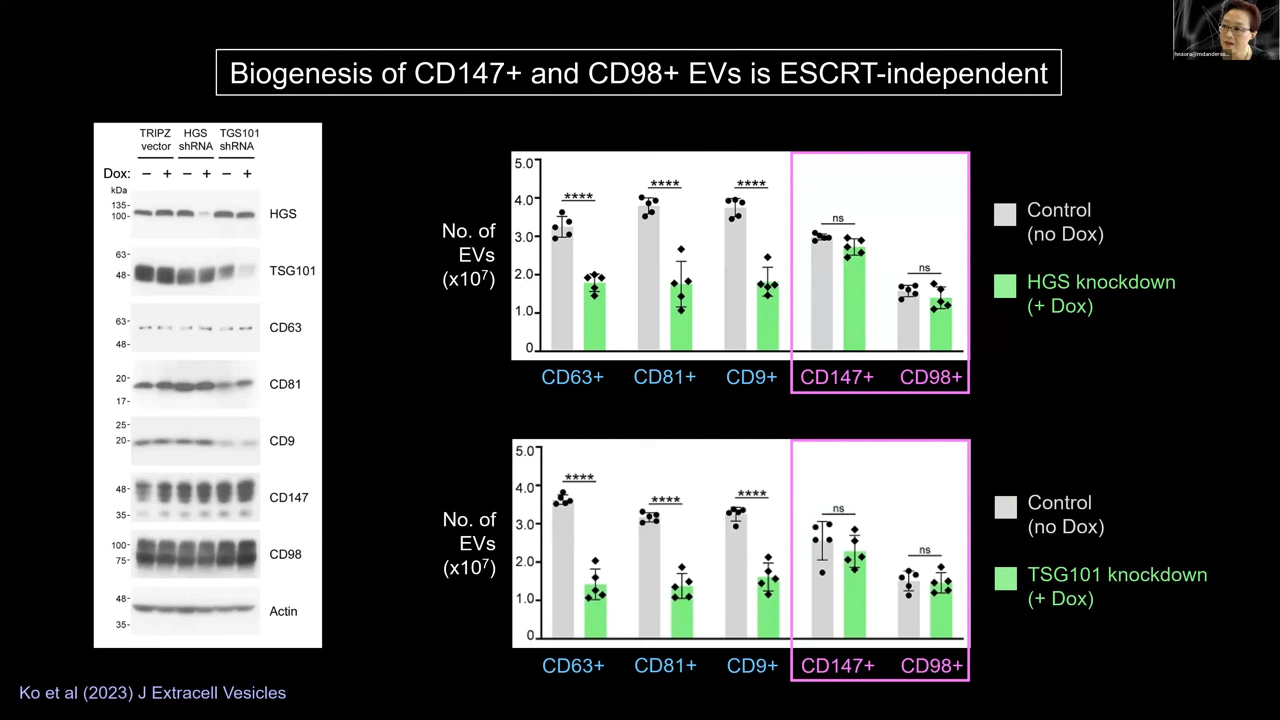 hnaora@mdanderso...
Biogenesis of CD147+ and CD98+ EVs is ESCRT-independent
TRIPZ vector HGS shRNA TGS101 shRNA
Dox: – + – + – +
kDa
135-
100-
HGS
63-
48-
TSG101
63-
48-
CD63
20-
17-
CD81
25-
20-
CD9
48-
35-
CD147
100-
75-
CD98
48-
35-
Actin
No. of
EVs
(x10⁷)
5.0
4.0
3.0
2.0
1.0
0
**** **** **** ns ns
CD63+ CD81+ CD9+ CD147+ CD98+
Control
(no Dox)
HGS knockdown
(+ Dox)
No. of
EVs
(x10⁷)
5.0
4.0
3.0
2.0
1.0
0
**** **** **** ns ns
CD63+ CD81+ CD9+ CD147+ CD98+
Control
(no Dox)
TSG101 knockdown
(+ Dox)
Ko et al (2023) J Extracell Vesicles